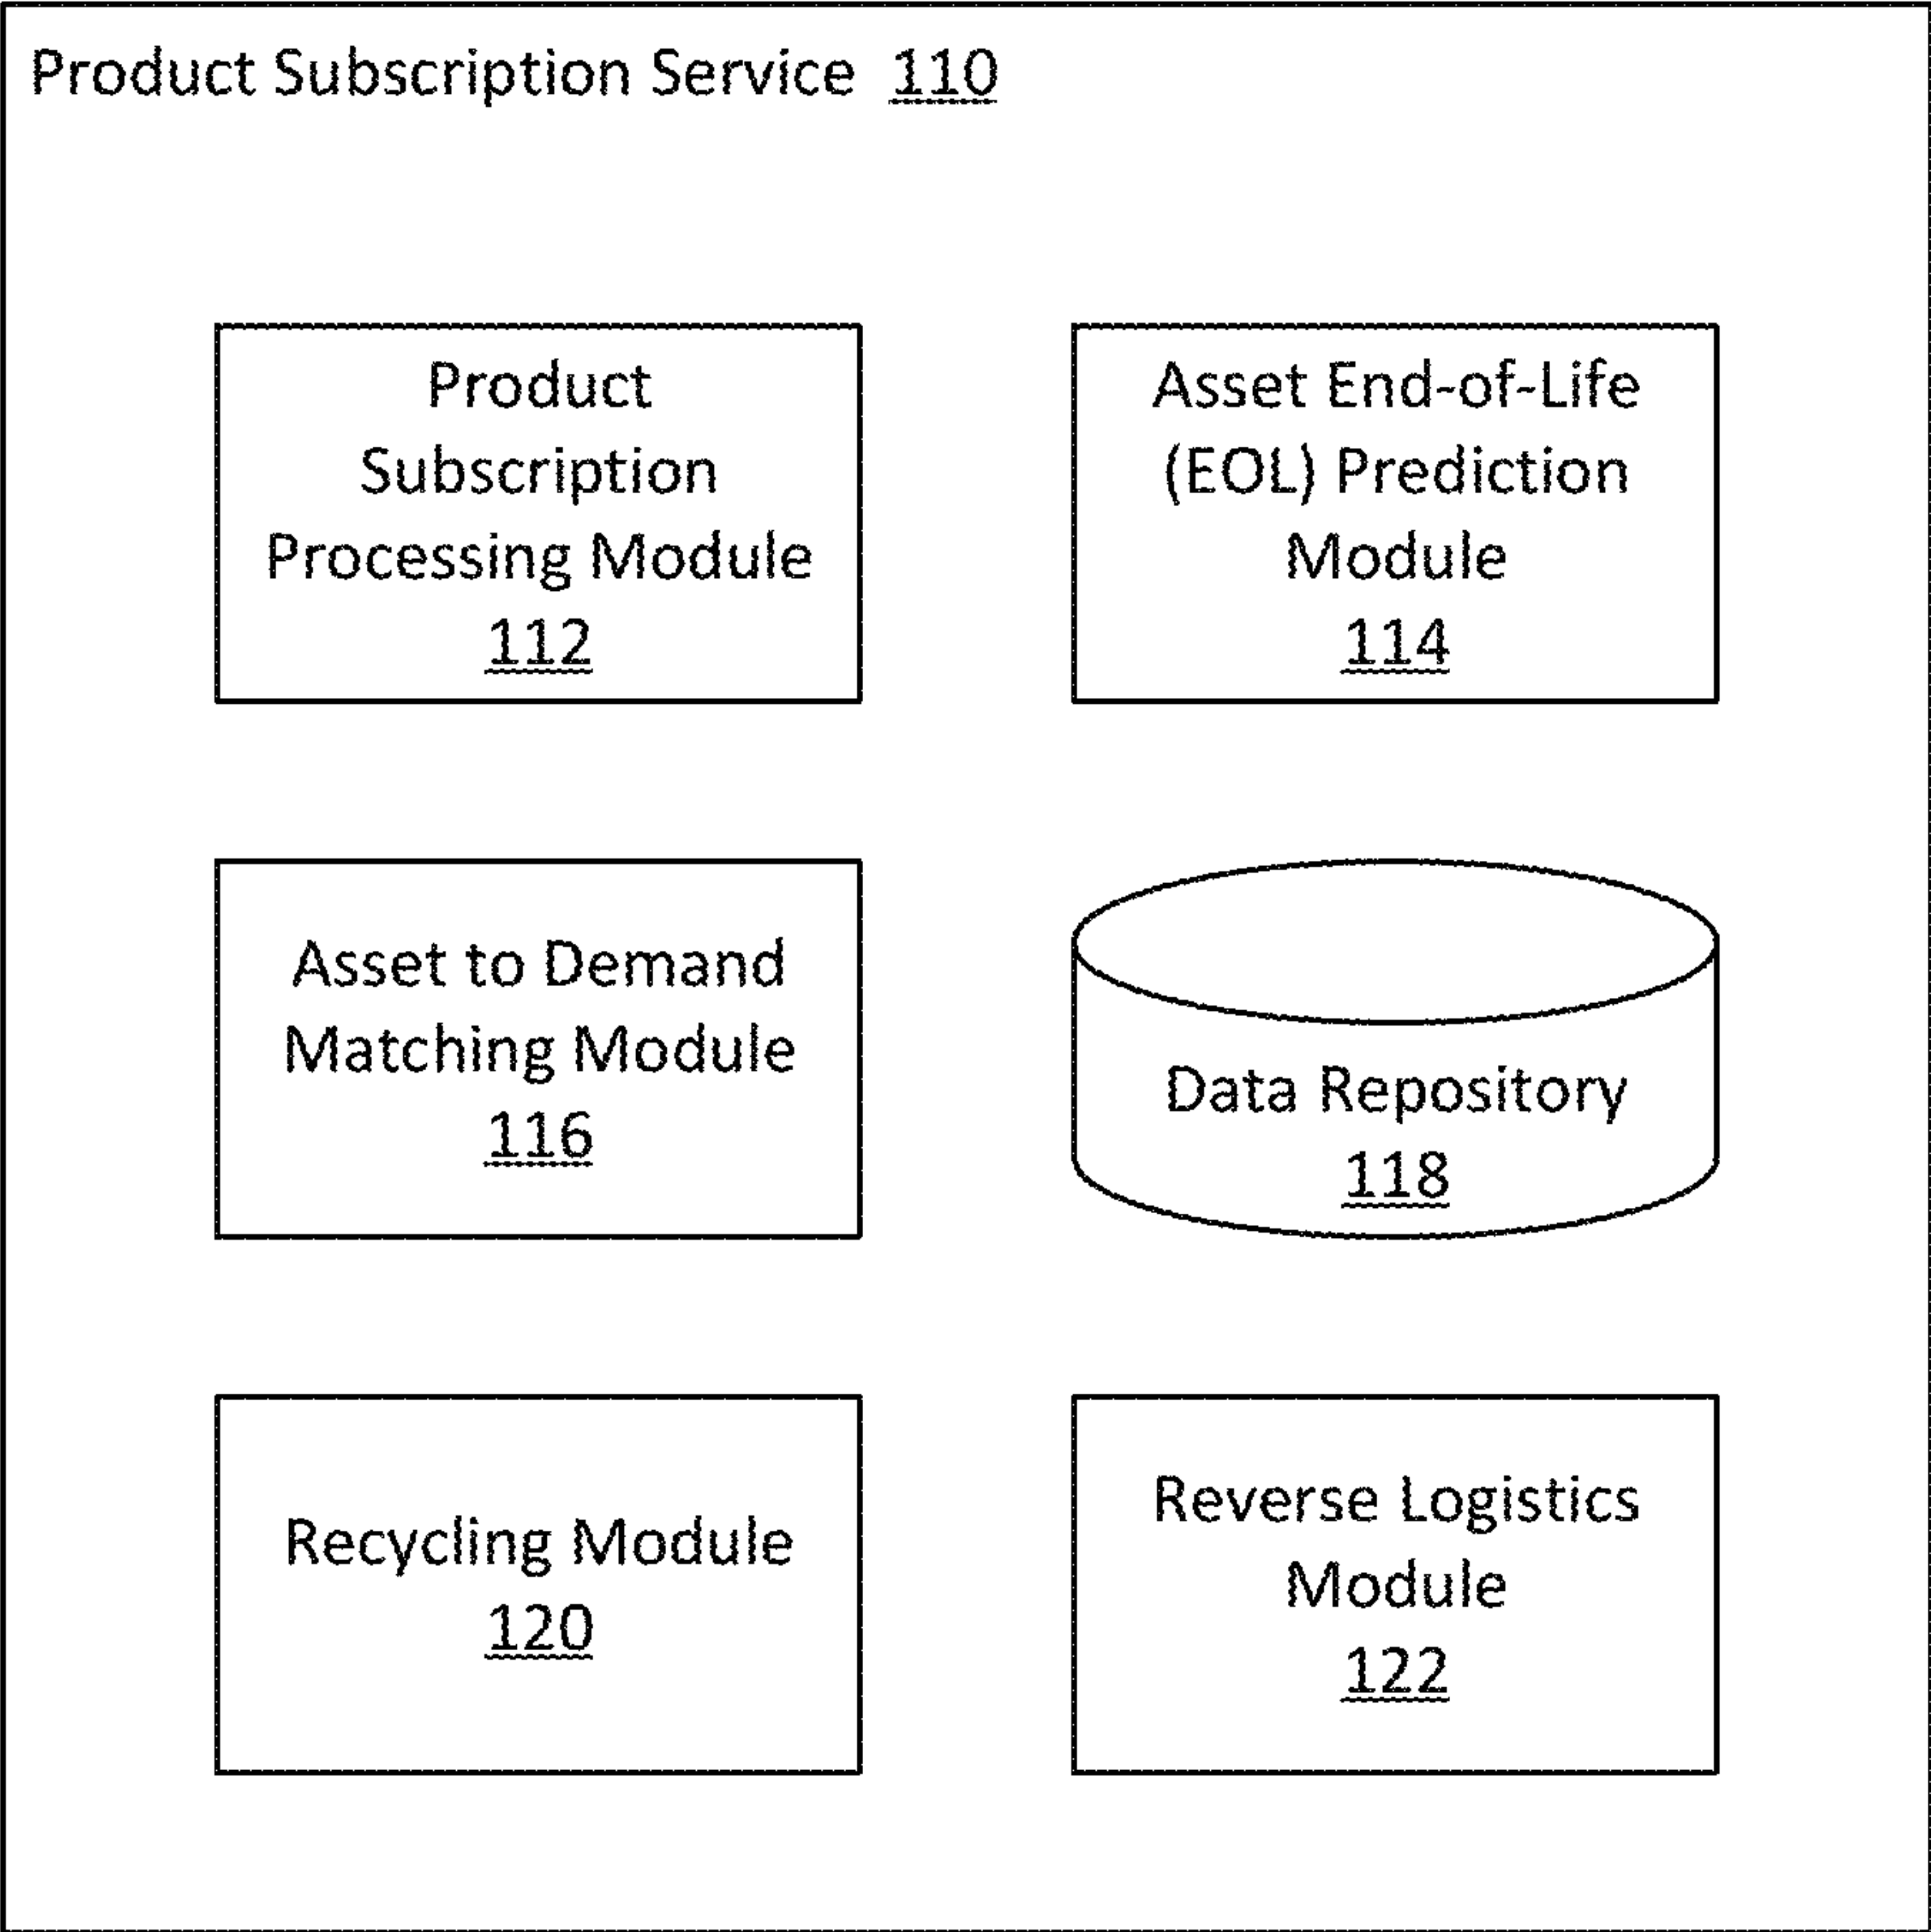 Product Subscription Service 110
Product
Subscription
Processing Module
112
Asset End-of-Life
(EOL) Prediction
Module
114
Asset to Demand
Matching Module
116
Data Repository
118
Recycling Module
120
Reverse Logistics
Module
122